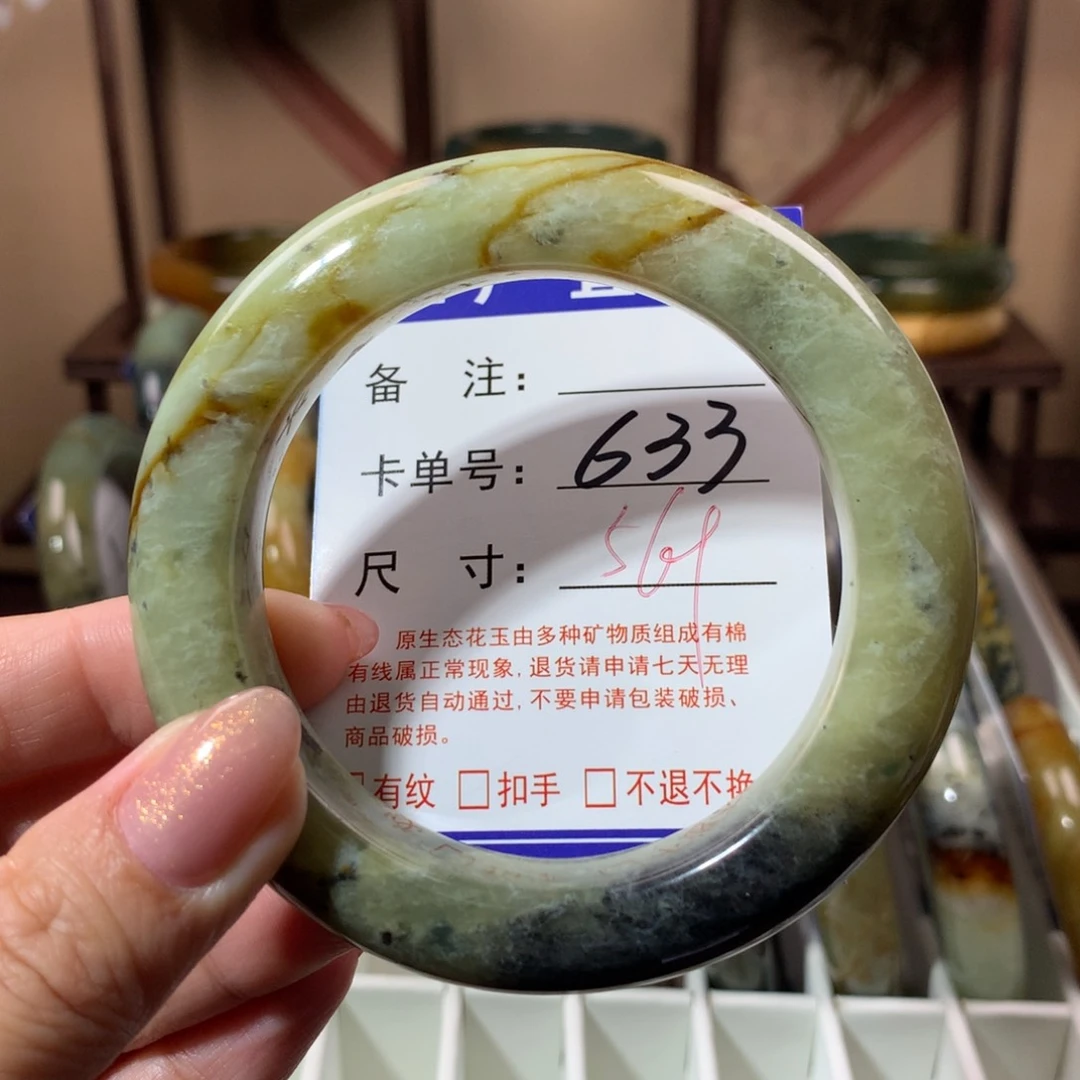 备 注：
卡单号：633
尺 寸：569
原生态花玉由多种矿物质组成有棉
有线属正常现象，退货请申请七天无理
由退货自动通过，不要申请包装破损、
商品破损。
□有纹 □扣手 □不退不换